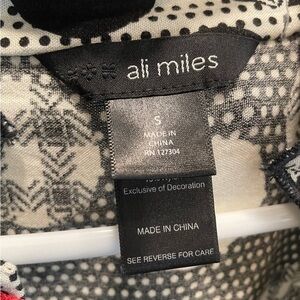 ali miles
S
MADE IN
CHINA
RN 127304
Exclusive of Decoration
MADE IN CHINA
SEE REVERSE FOR CARE